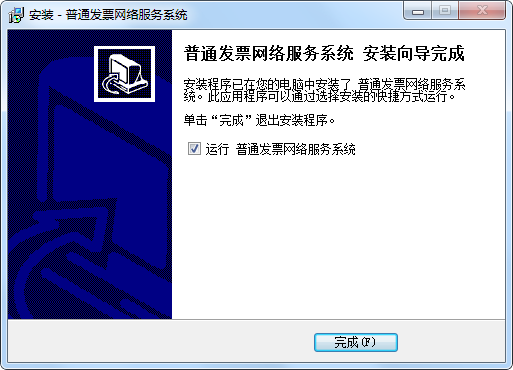 安装 - 普通发票网络服务系统
普通发票网络服务系统 安装向导完成
安装程序已在您的电脑中安装了 普通发票网络服务系
统。此应用程序可以通过选择安装的快捷方式运行。
单击“完成”退出安装程序。
运行 普通发票网络服务系统
完成(F)